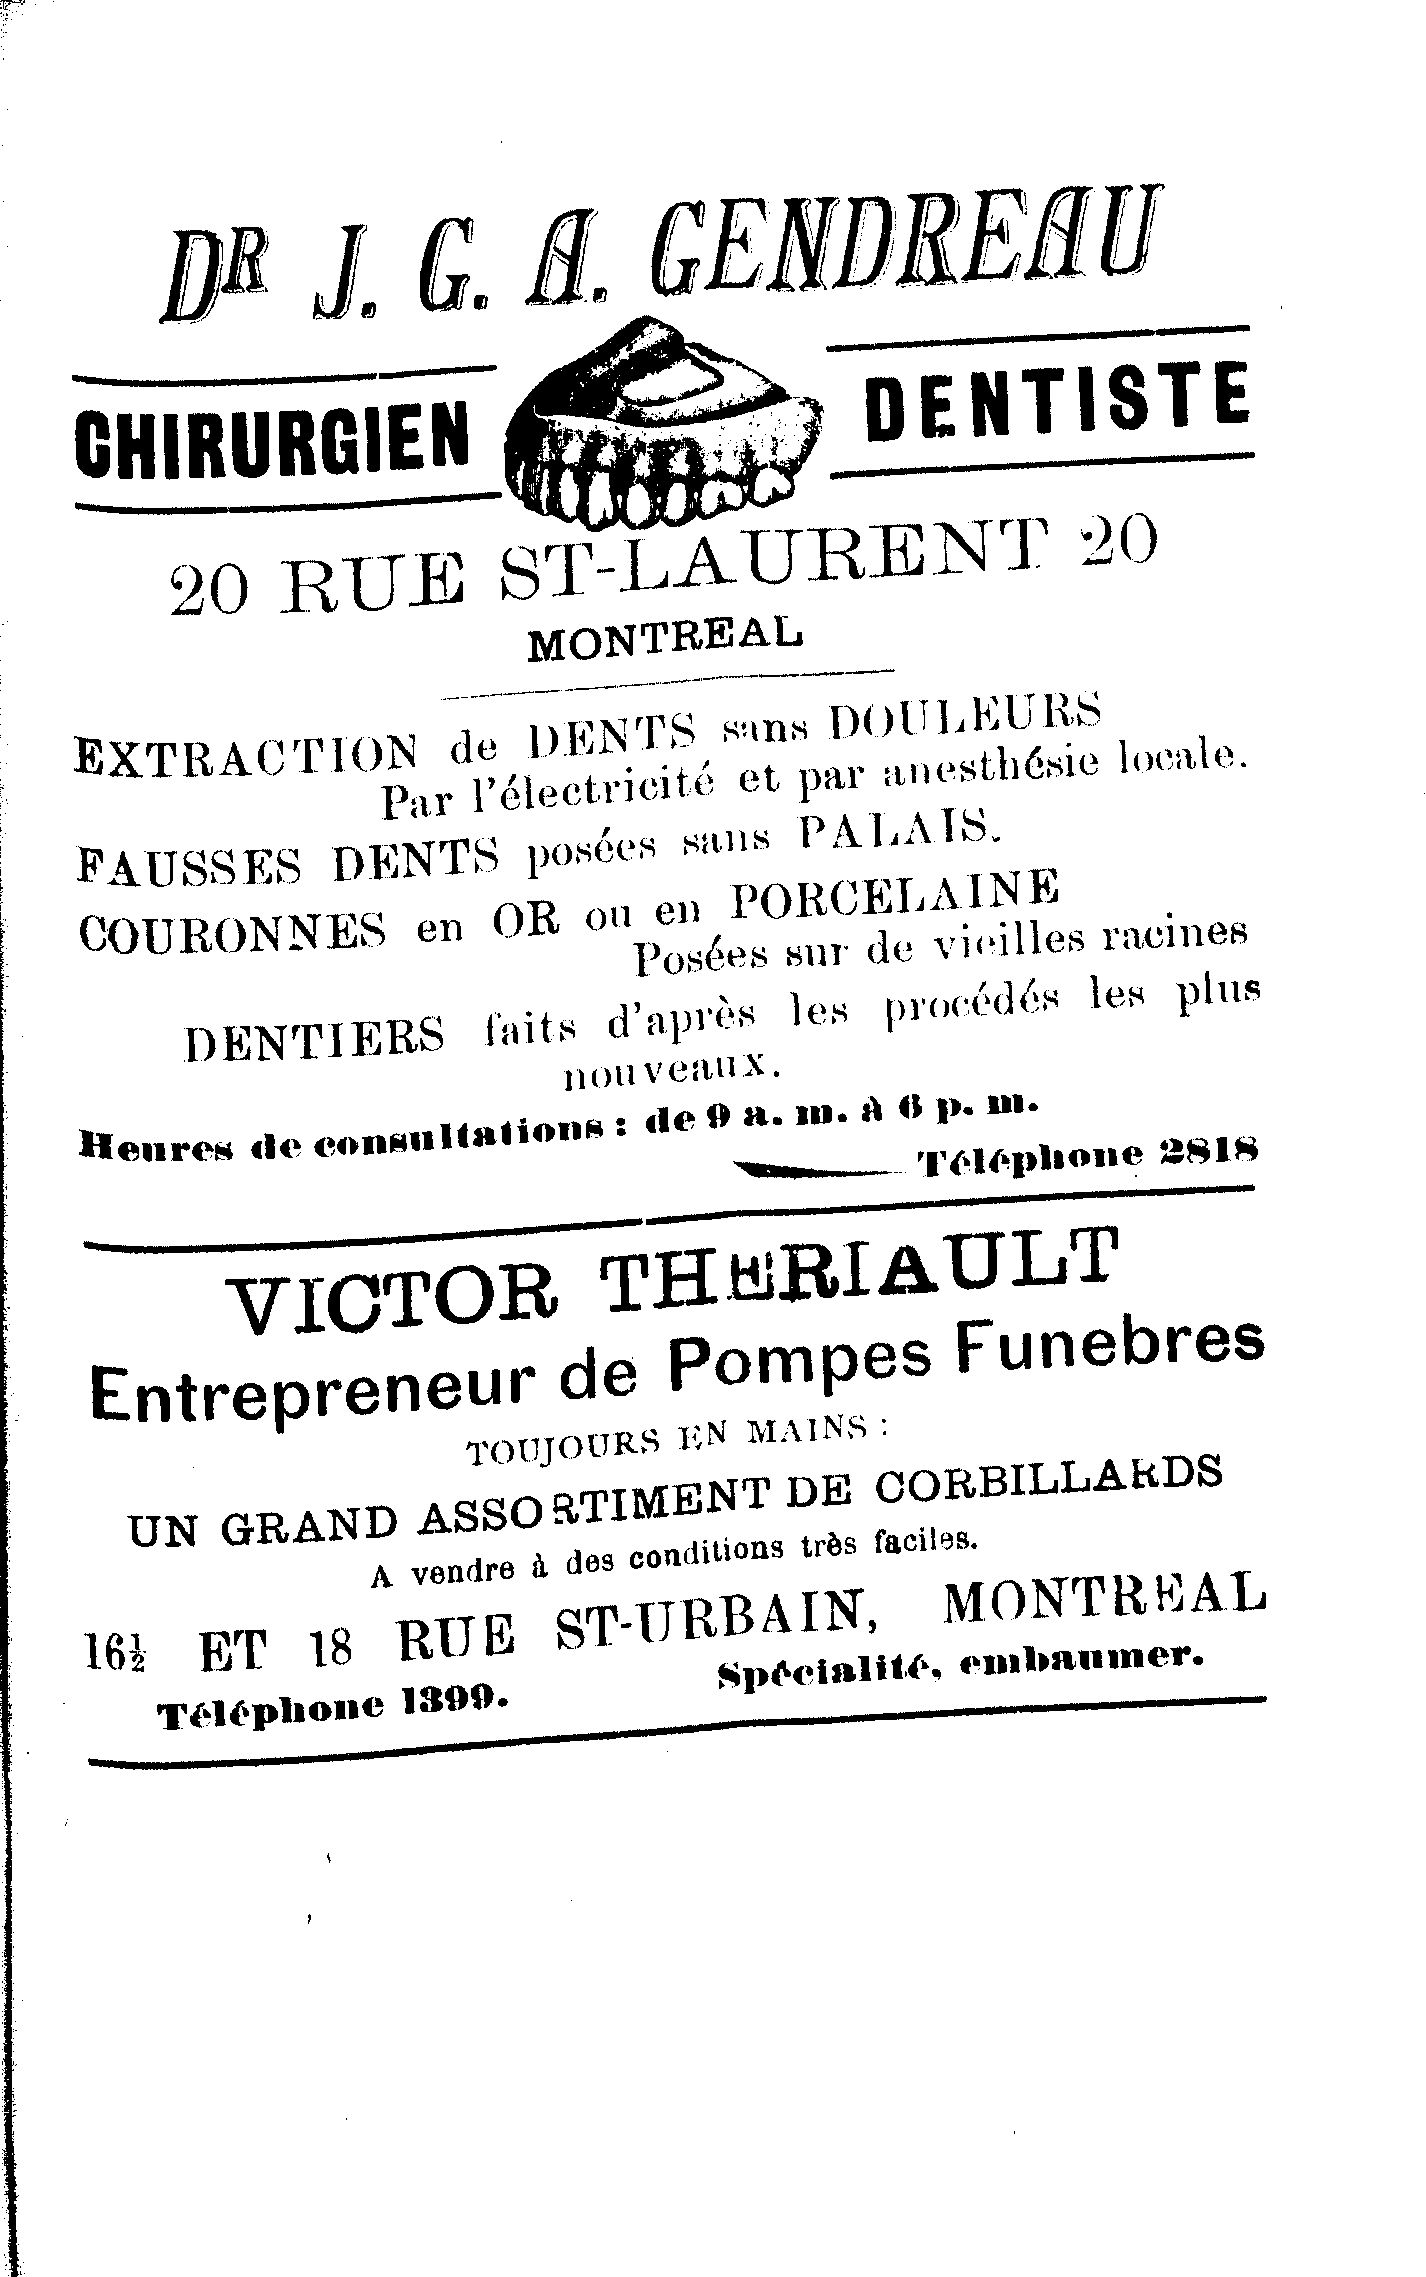 DR J. G. A. GENDREAU
CHIRURGIEN DENTISTE
20 RUE ST-LAURENT 20
MONTREAL
EXTRACTION de DENTS sans DOULEURS
Par l'électricité et par anesthésie locale.
FAUSSES DENTS posées sans PALAIS.
COURONNES en OR ou en PORCELAINE
Posées sur de vieilles racines
DENTIERS faits d'après les procédés les plus
nouveaux.
Heures de consultations : de 9 a. m. à 6 p. m.
Téléphone 2818
VICTOR THERIAULT
Entrepreneur de Pompes Funebres
TOUJOURS EN MAINS :
UN GRAND ASSORTIMENT DE CORBILLARDS
A vendre à des conditions très faciles.
16½ ET 18 RUE ST-URBAIN, MONTREAL
Téléphone 1399. Spécialité, embaumer.